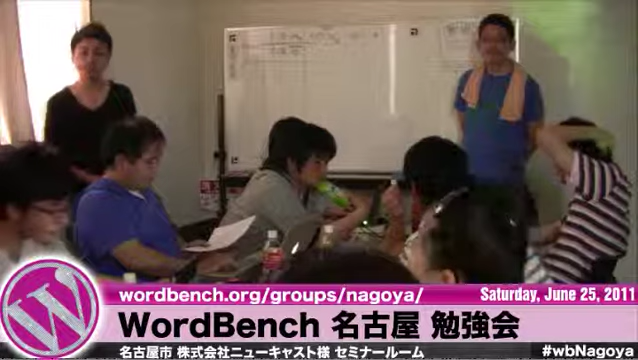 wordbench.org/groups/nagoya/
Saturday, June 25, 2011
WordBench 名古屋 勉強会
名古屋市 株式会社ニューキャスト様 セミナールーム
#wbNagoya